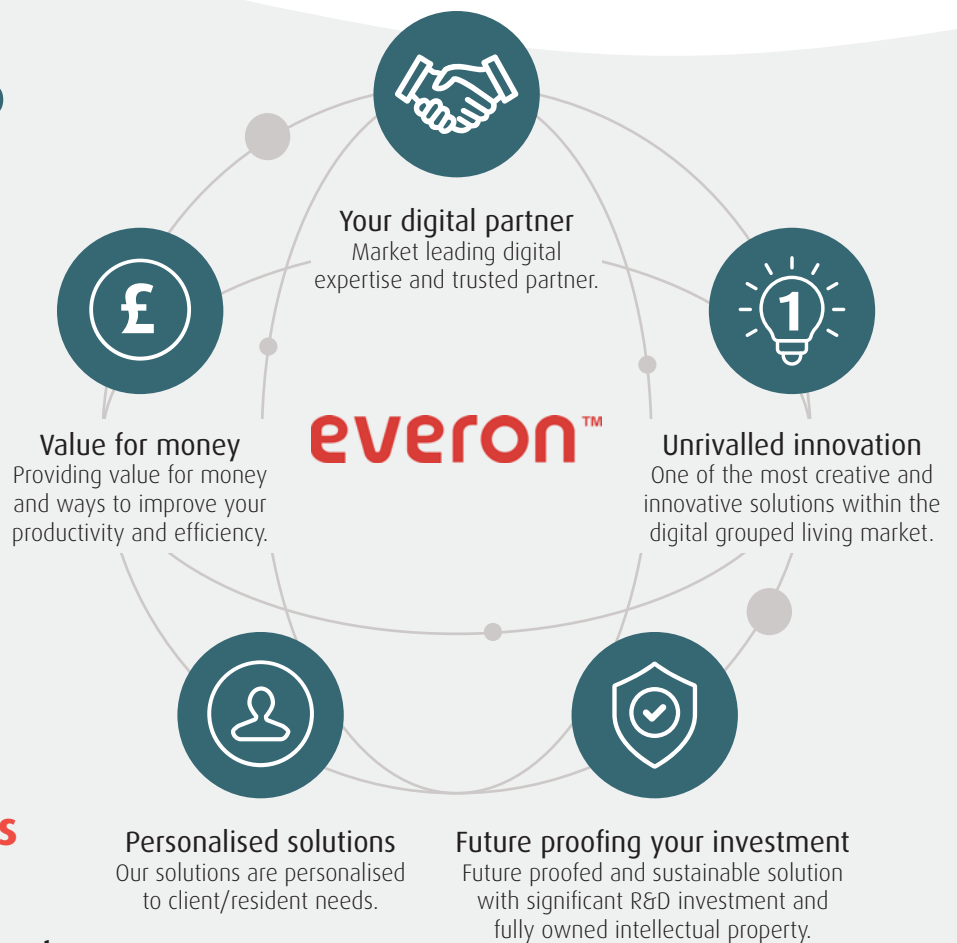 Your digital partner
Market leading digital
expertise and trusted partner.
£
1
everon™
Value for money
Providing value for money
and ways to improve your
productivity and efficiency.
Unrivalled innovation
One of the most creative and
innovative solutions within the
digital grouped living market.
s
Personalised solutions
Our solutions are personalised
to client/resident needs.
Future proofing your investment
Future proofed and sustainable solution
with significant R&D investment and
fully owned intellectual property.